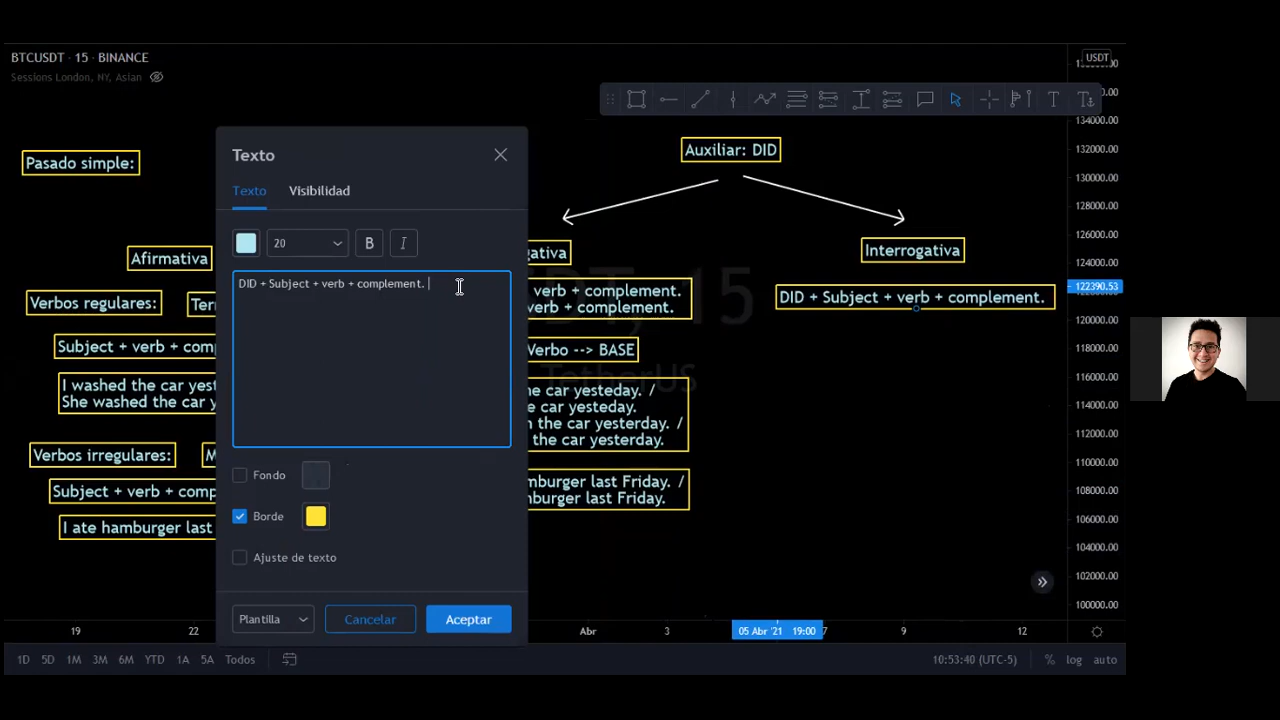 BTCUSDT · 15 · BINANCE
Sessions London, NY, Asian
USDT
134000.00
132000.00
130000.00
128000.00
126000.00
124000.00
122390.53
120000.00
118000.00
116000.00
114000.00
112000.00
110000.00
108000.00
106000.00
104000.00
102000.00
100000.00
Pasado simple:
Auxiliar: DID
Afirmativa
Interrogativa
Verbos regulares:
verb + complement.
verb + complement.
DID + Subject + verb + complement.
Subject + verb +
Verbo --> BASE
I washed the car
She washed the car
car yesteday. /
car yesteday.
the car yesterday. /
the car yesterday.
Verbos irregulares:
Subject + verb +
last Friday. /
last Friday.
I ate hamburger last
Texto
Texto
Visibilidad
20
B
I
DID + Subject + verb + complement.
Fondo
Borde
Ajuste de texto
Plantilla
Cancelar
Aceptar
19
22
Abr
3
05 Abr '21 19:00
7
9
12
1D 5D 1M 3M 6M YTD 1A 5A Todos
10:53:40 (UTC-5)
% log auto